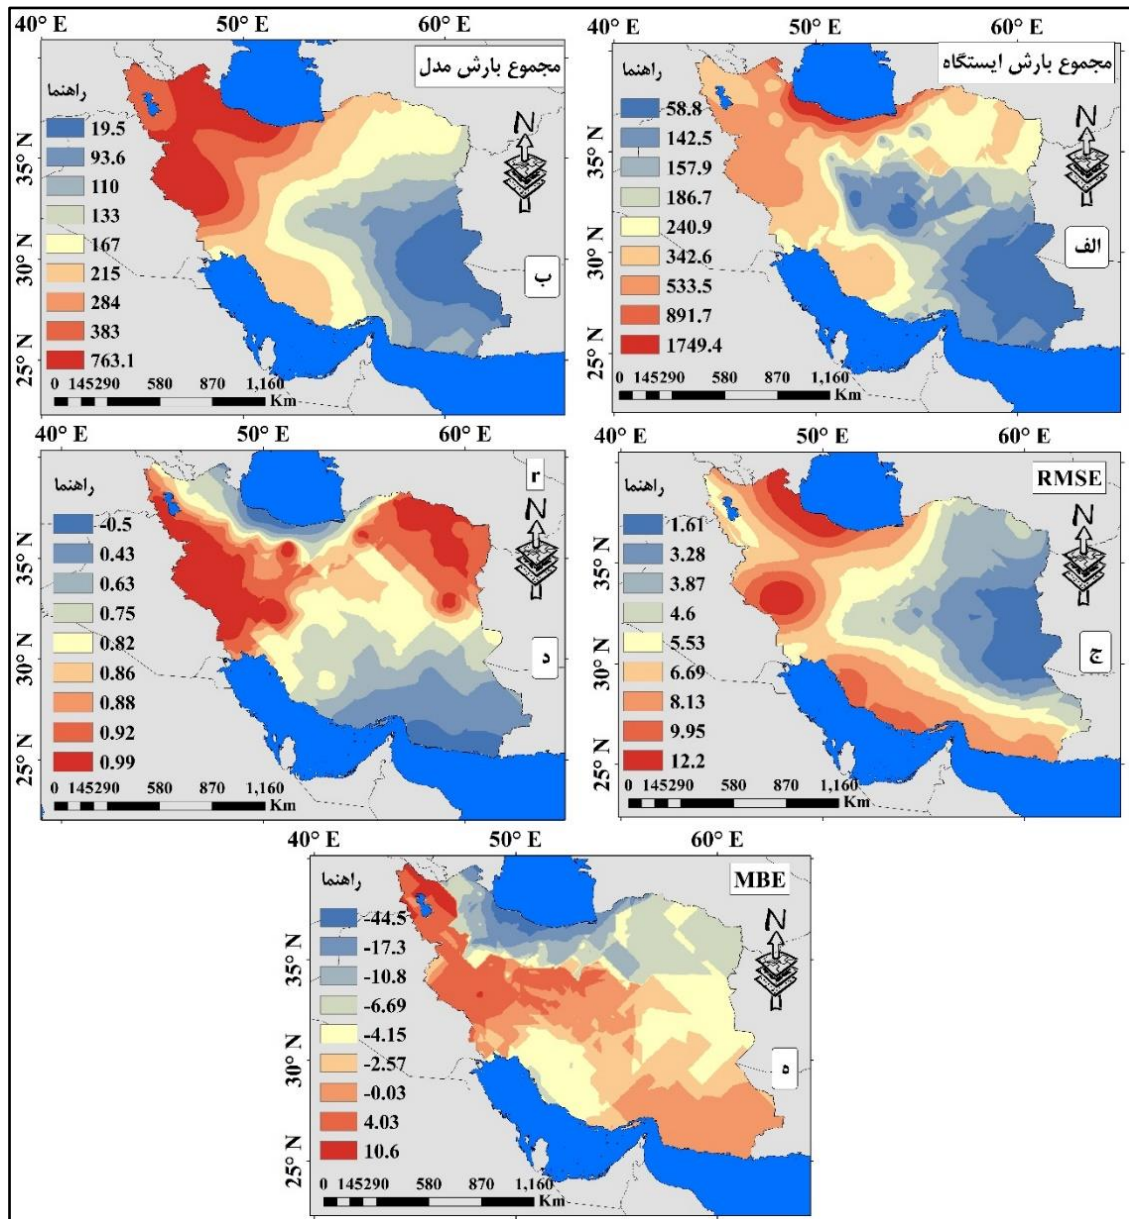 40° E 50° E 60° E
مجموع بارش مدل
راهنما
19.5
93.6
110
133
167
215
284
383
763.1
35° N
30° N
25° N
N
ب
0 145290 580 870 1,160
Km
40° E 50° E 60° E
مجموع بارش ایستگاه
راهنما
58.8
142.5
157.9
186.7
240.9
342.6
533.5
891.7
1749.4
35° N
30° N
25° N
N
الف
0 145290 580 870 1,160
Km
40° E 50° E 60° E
r
راهنما
-0.5
0.43
0.63
0.75
0.82
0.86
0.88
0.92
0.99
35° N
30° N
25° N
N
د
0 145290 580 870 1,160
Km
40° E 50° E 60° E
RMSE
راهنما
1.61
3.28
3.87
4.6
5.53
6.69
8.13
9.95
12.2
35° N
30° N
25° N
N
ج
0 145290 580 870 1,160
Km
40° E 50° E 60° E
MBE
راهنما
-44.5
-17.3
-10.8
-6.69
-4.15
-2.57
-0.03
4.03
10.6
35° N
30° N
25° N
N
ه
0 145290 580 870 1,160
Km